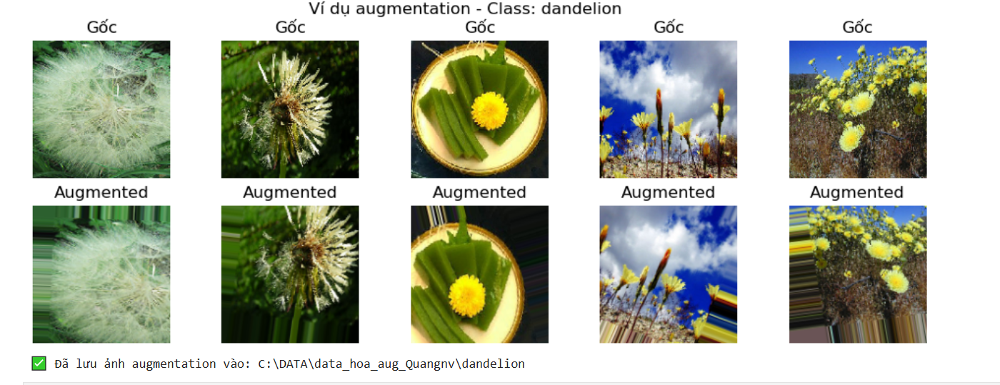 Ví dụ augmentation - Class: dandelion
Gốc Gốc Gốc Gốc Gốc
Augmented Augmented Augmented Augmented Augmented
✅ Đã lưu ảnh augmentation vào: C:\DATA\data_hoa_aug_Quangnv\dandelion